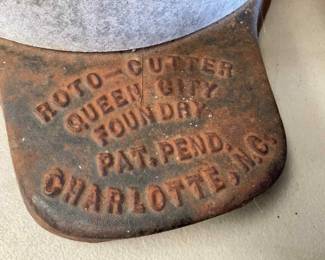 ROTO-CUTTER
QUEEN CITY
FOUNDRY
PAT. PEND.
CHARLOTTE, N.C.